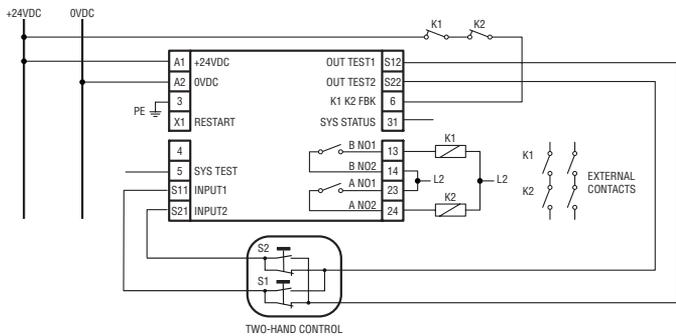 +24VDC
0VDC
K1
K2
A1
+24VDC
OUT TEST1
S12
A2
0VDC
OUT TEST2
S22
PE
3
K1 K2 FBK
6
X1
RESTART
SYS STATUS
31
4
B NO1
13
K1
5
SYS TEST
B NO2
14
S11
INPUT1
A NO1
23
L2
L2
S21
INPUT2
A NO2
24
K2
K1
K2
EXTERNAL
CONTACTS
S2
S1
TWO-HAND CONTROL